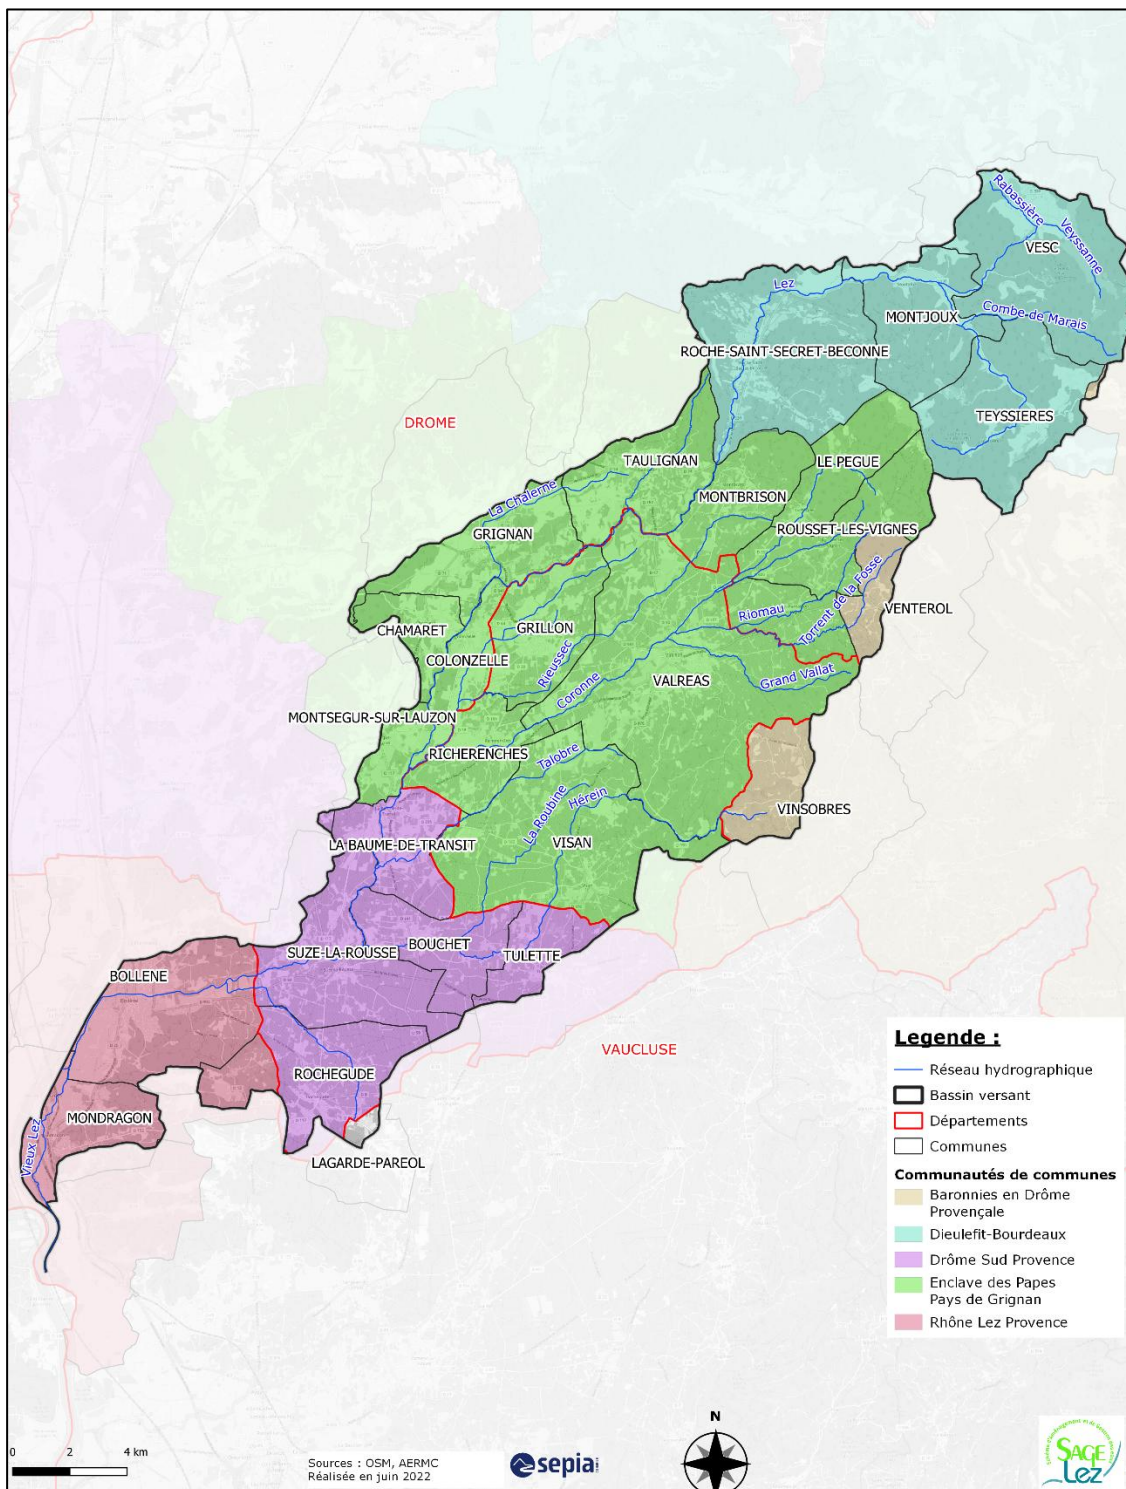 Rabassière
Veyssanne
VESC
Lez
Combe de Marais
MONTJOUX
ROCHE-SAINT-SECRET-BECONNE
TEYSSIERES
DROME
TAULIGNAN
LE PEGUE
MONTBRISON
La Chalerne
GRIGNAN
ROUSSET-LES-VIGNES
Torrent de la Fosse
VENTEROL
Riomau
CHAMARET
GRILLON
COLONZELLE
Rieussec
Coronne
VALREAS
Grand Vallat
MONTSEGUR-SUR-LAUZON
RICHERENCHES
Talobre
La Roubine
Hérein
VINSOBRES
LA BAUME-DE-TRANSIT
VISAN
BOUCHET
SUZE-LA-ROUSSE
TULETTE
BOLLENE
VAUCLUSE
ROCHEGUDE
MONDRAGON
Vieux Lez
LAGARDE-PAREOL
Legende :
Réseau hydrographique
Bassin versant
Départements
Communes
Communautés de communes
Baronnies en Drôme
Provençale
Dieulefit-Bourdeaux
Drôme Sud Provence
Enclave des Papes
Pays de Grignan
Rhône Lez Provence
N
0 2 4 km
Sources : OSM, AERMC
Réalisée en juin 2022
sepia
SAGE
Lez